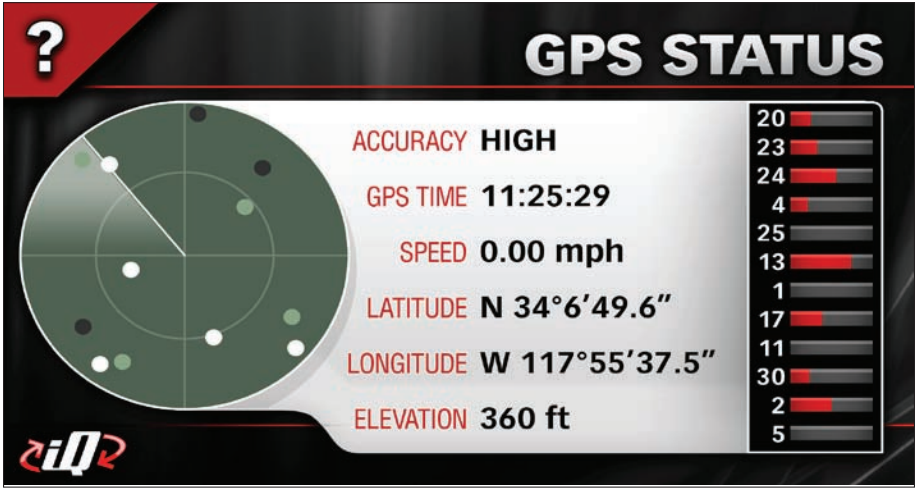 ?
GPS STATUS
ACCURACY HIGH
GPS TIME 11:25:29
SPEED 0.00 mph
LATITUDE N 34°6′49.6″
LONGITUDE W 117°55′37.5″
ELEVATION 360 ft
20
23
24
4
25
13
1
17
11
30
2
5
iQ